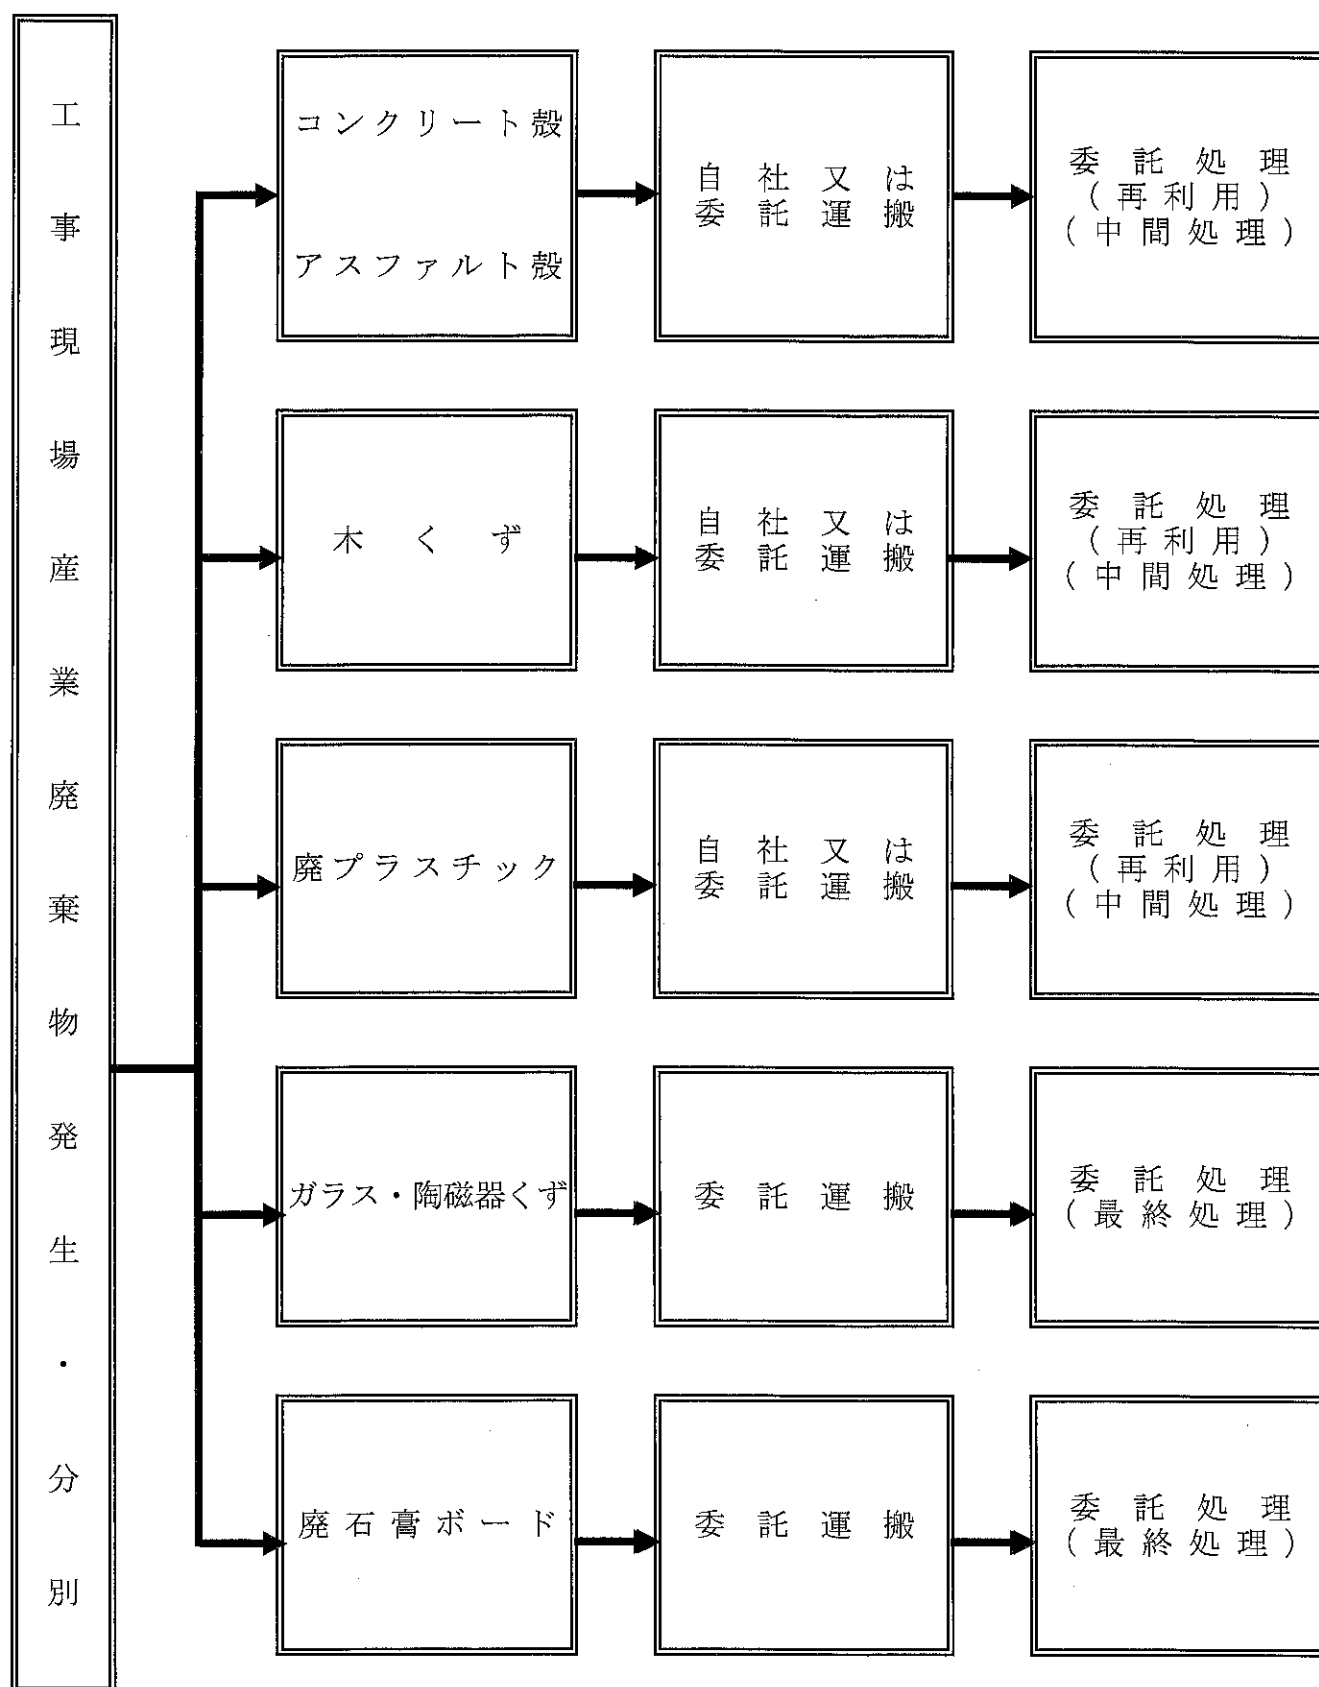 工事現場産業廃棄物発生・分別
コンクリート殻
アスファルト殻
自社又は
委託運搬
委託処理
(再利用)
(中間処理)
木くず
自社又は
委託運搬
委託処理
(再利用)
(中間処理)
廃プラスチック
自社又は
委託運搬
委託処理
(再利用)
(中間処理)
ガラス・陶磁器くず
委託運搬
委託処理
(最終処理)
廃石膏ボード
委託運搬
委託処理
(最終処理)